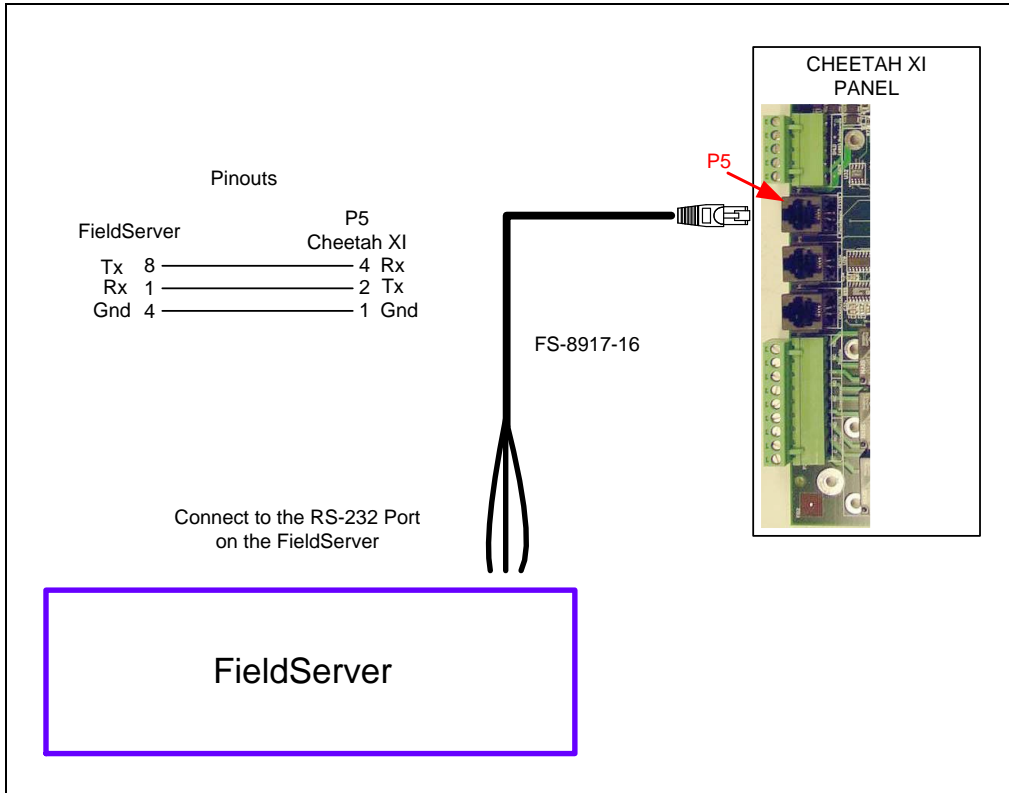 CHEETAH XI
PANEL
P5
Pinouts
FieldServer
P5
Cheetah XI
Tx 8 4 Rx
Rx 1 2 Tx
Gnd 4 1 Gnd
FS-8917-16
Connect to the RS-232 Port
on the FieldServer
FieldServer